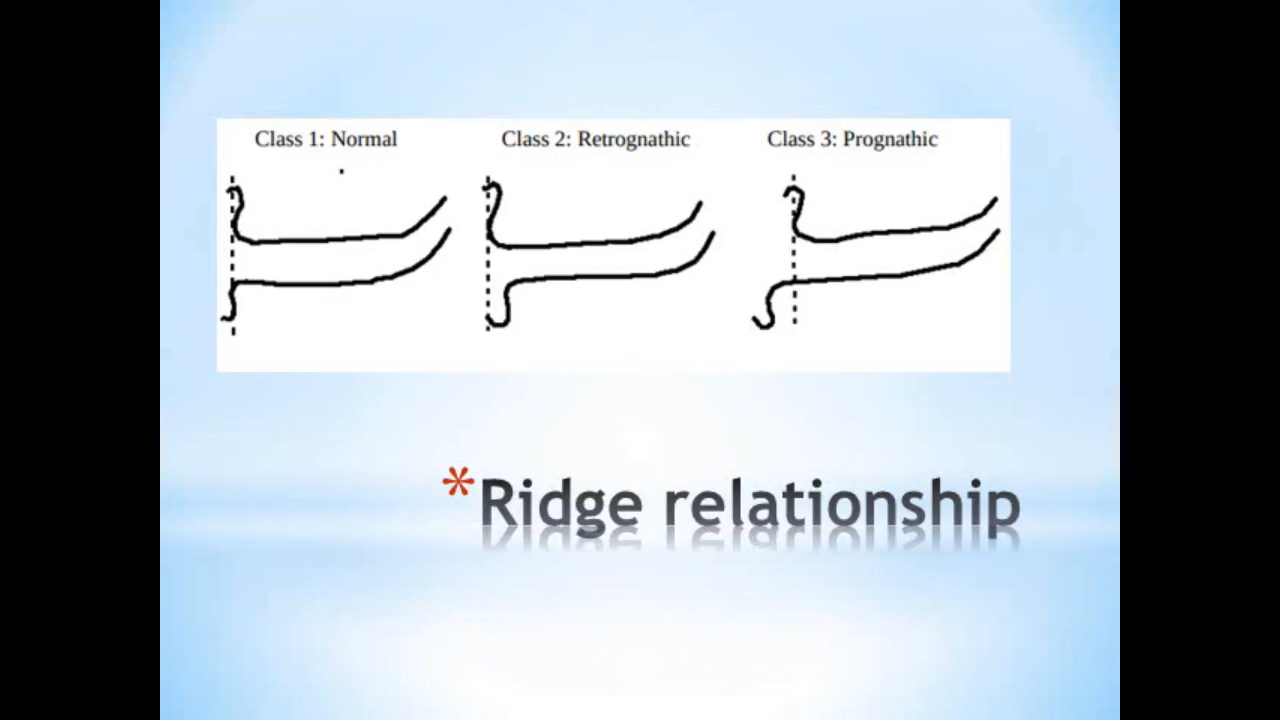 Class 1: Normal
Class 2: Retrognathic
Class 3: Prognathic
*Ridge relationship